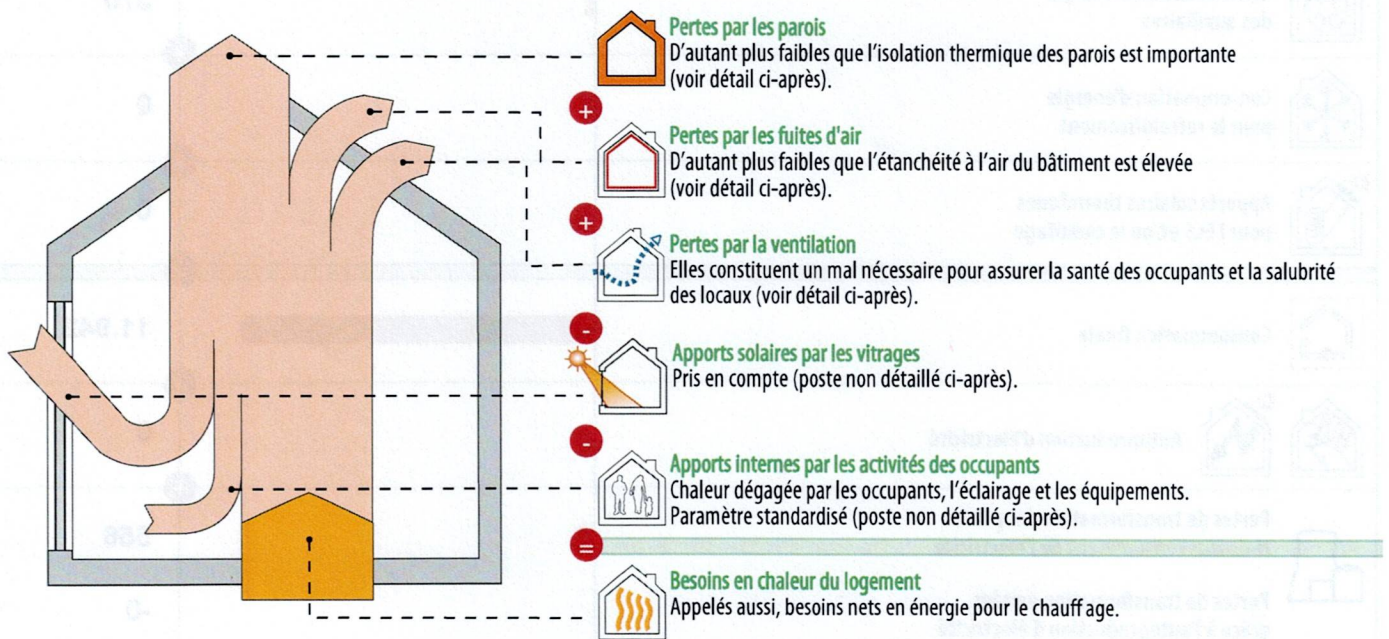 Pertes par les parois
D'autant plus faibles que l'isolation thermique des parois est importante
(voir détail ci-après).
+
Pertes par les fuites d'air
D'autant plus faibles que l'étanchéité à l'air du bâtiment est élevée
(voir détail ci-après).
+
Pertes par la ventilation
Elles constituent un mal nécessaire pour assurer la santé des occupants et la salubrité
des locaux (voir détail ci-après).
-
Apports solaires par les vitrages
Pris en compte (poste non détaillé ci-après).
-
Apports internes par les activités des occupants
Chaleur dégagée par les occupants, l'éclairage et les équipements.
Paramètre standardisé (poste non détaillé ci-après).
=
Besoins en chaleur du logement
Appelés aussi, besoins nets en énergie pour le chauffage.